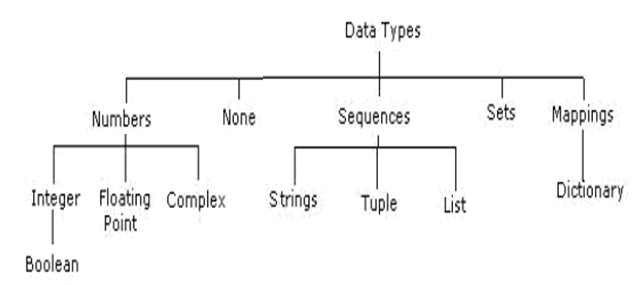 Data Types
Numbers
None
Sequences
Sets
Mappings
Integer
Floating
Point
Complex
Strings
Tuple
List
Dictionary
Boolean